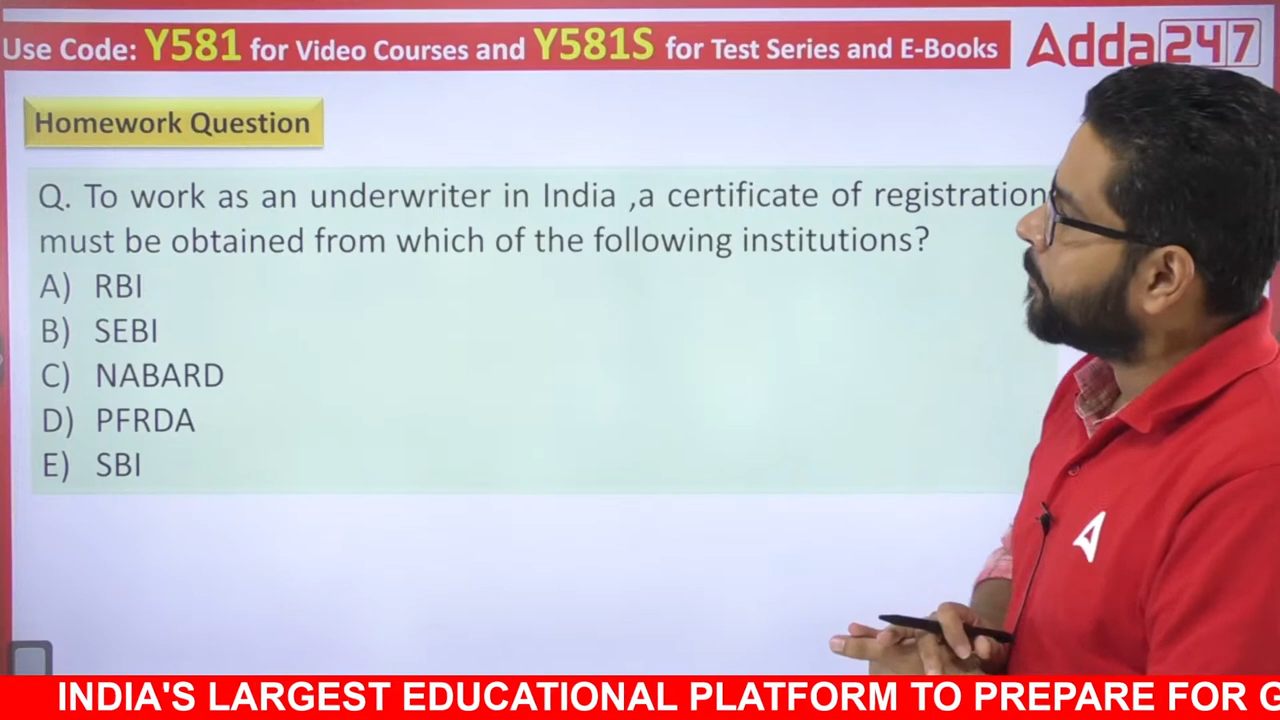 Use Code: Y581 for Video Courses and Y581S for Test Series and E-Books
Adda247
Homework Question
Q. To work as an underwriter in India ,a certificate of registration
must be obtained from which of the following institutions?
A) RBI
B) SEBI
C) NABARD
D) PFRDA
E) SBI
INDIA'S LARGEST EDUCATIONAL PLATFORM TO PREPARE FOR G